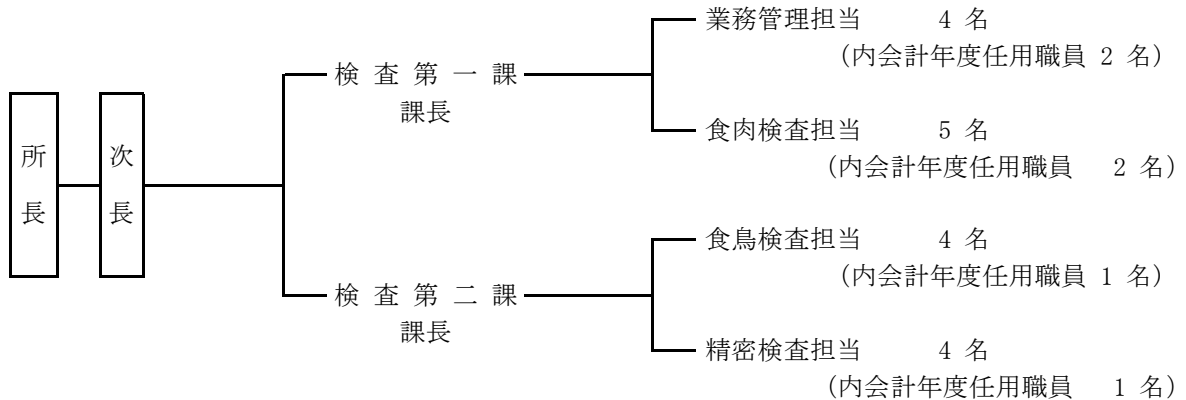 所長
次長
検査第一課
課長
業務管理担当 4 名
(内会計年度任用職員 2 名)
食肉検査担当 5 名
(内会計年度任用職員 2 名)
検査第二課
課長
食鳥検査担当 4 名
(内会計年度任用職員 1 名)
精密検査担当 4 名
(内会計年度任用職員 1 名)